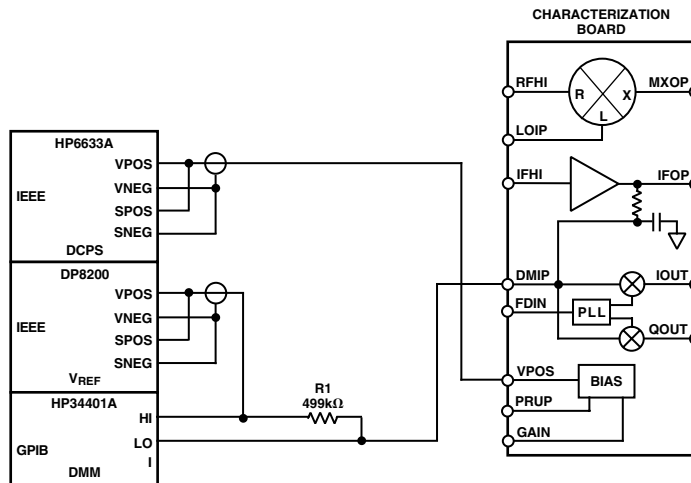 CHARACTERIZATION
BOARD
RFHI
R
X
L
MXOP
LOIP
IFHI
IFOP
HP6633A
VPOS
IEEE
VNEG
SPOS
SNEG
DCPS
DP8200
VPOS
IEEE
VNEG
SPOS
SNEG
VREF
HP34401A
HI
GPIB
LO
I
DMM
R1
499kΩ
DMIP
IOUT
FDIN
PLL
QOUT
VPOS
BIAS
PRUP
GAIN